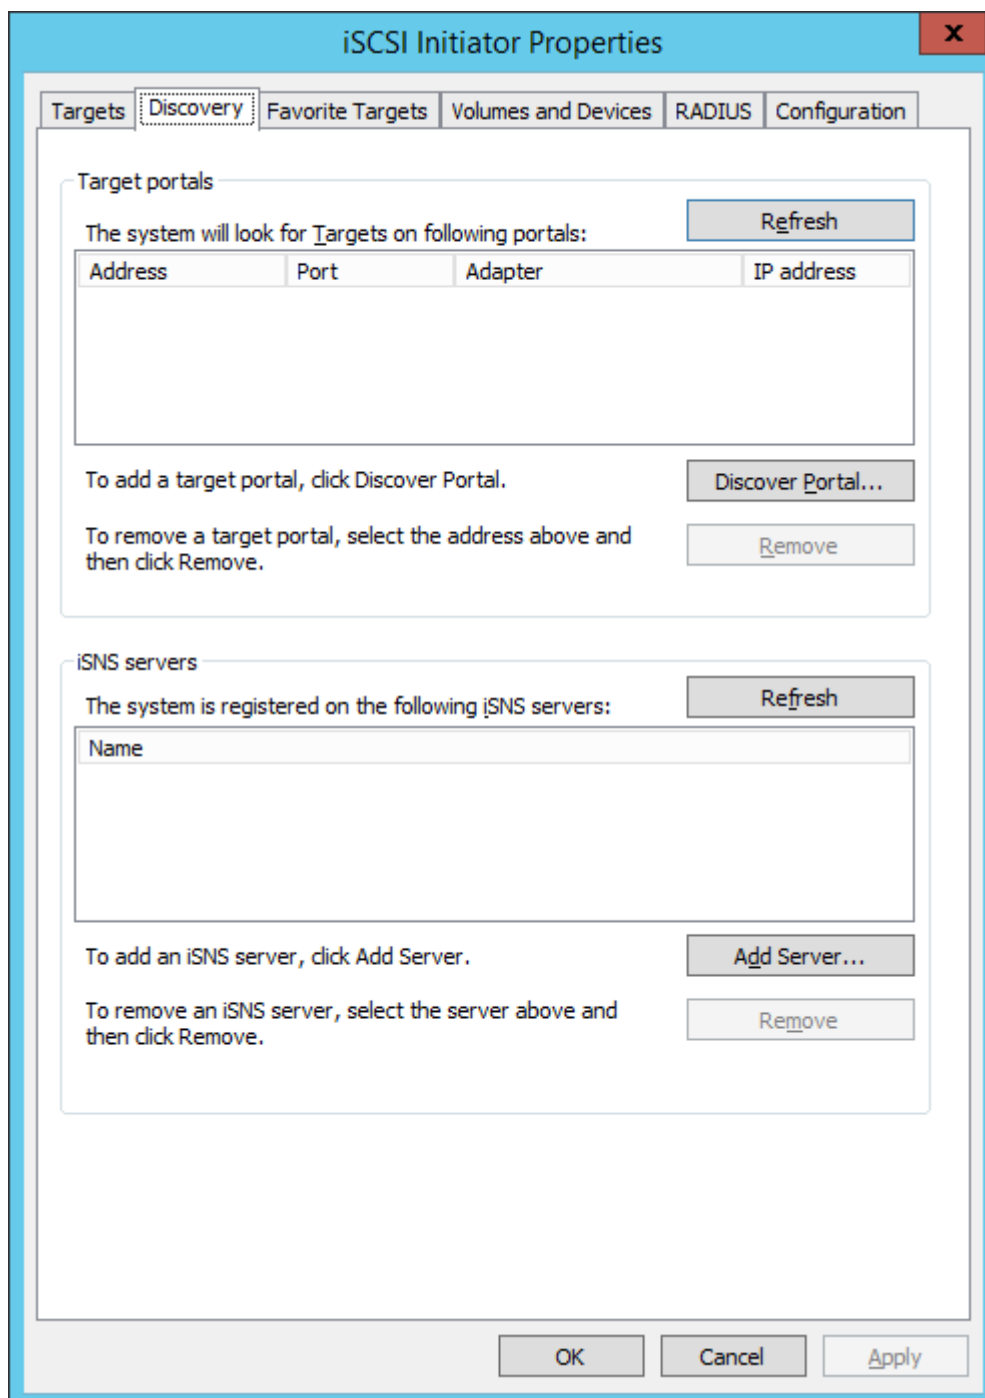 iSCSI Initiator Properties
x
Targets Discovery Favorite Targets Volumes and Devices RADIUS Configuration
Target portals
The system will look for Targets on following portals:
Refresh
Address Port Adapter IP address
To add a target portal, click Discover Portal.
Discover Portal...
To remove a target portal, select the address above and
then click Remove.
Remove
iSNS servers
The system is registered on the following iSNS servers:
Refresh
Name
To add an iSNS server, click Add Server.
Add Server...
To remove an iSNS server, select the server above and
then click Remove.
Remove
OK Cancel Apply